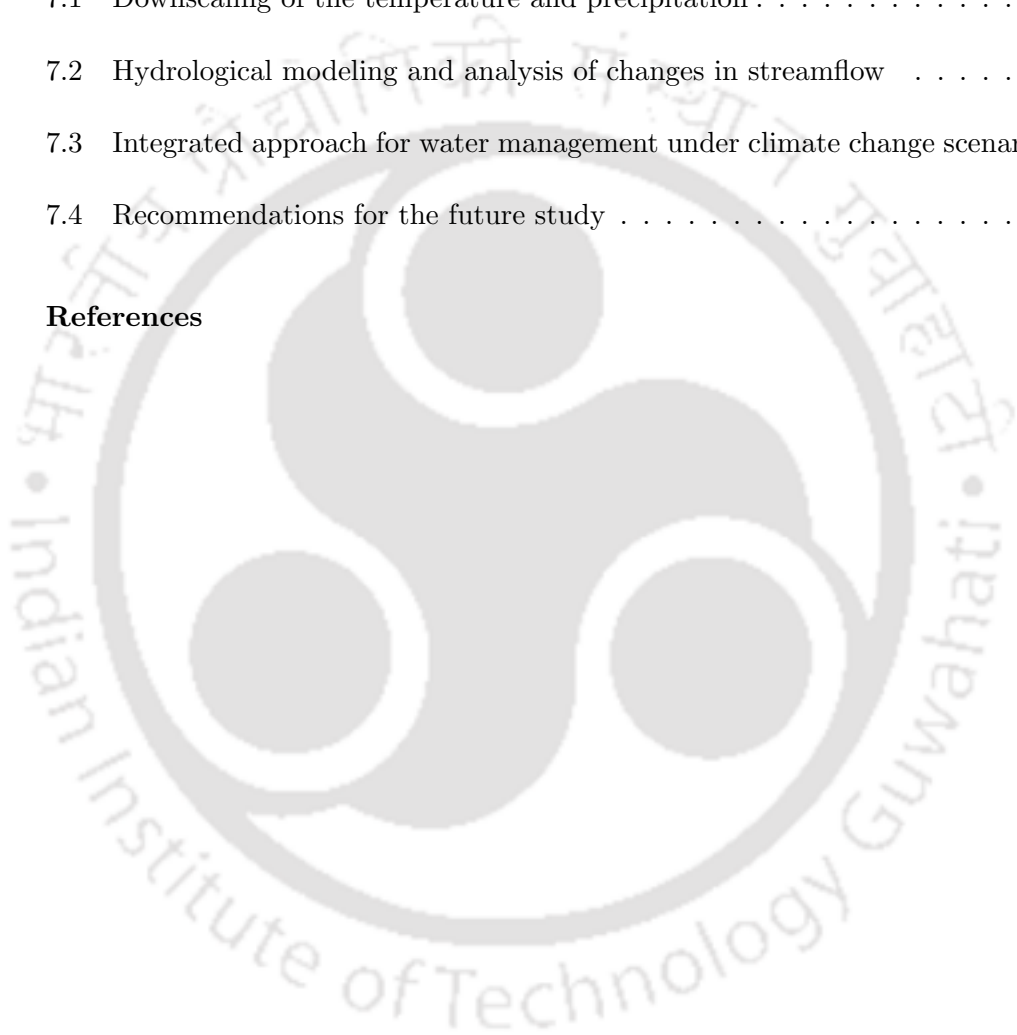 7.1 Downscaling of the temperature and precipitation . . . . . . . . . . . .
7.2 Hydrological modeling and analysis of changes in streamflow . . . . .
7.3 Integrated approach for water management under climate change scenar
7.4 Recommendations for the future study . . . . . . . . . . . . . . . . .
References
भारतीय प्रौद्योगिकी संस्थान गुवाहाटी
• Indian Institute of Technology Guwahati •